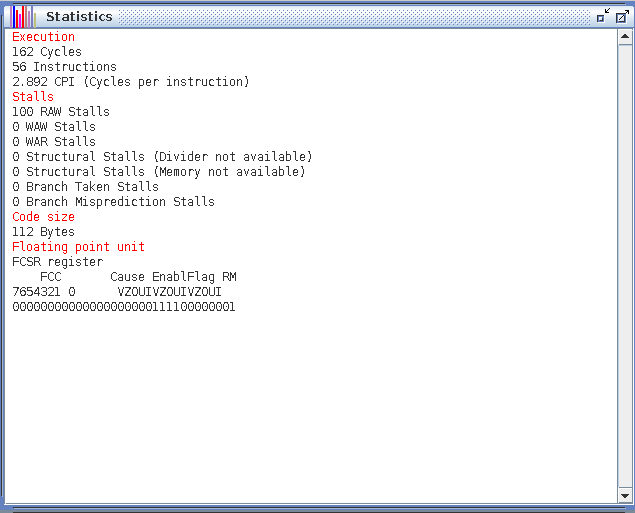 Statistics
Execution
162 Cycles
56 Instructions
2.892 CPI (Cycles per instruction)
Stalls
100 RAW Stalls
0 WAW Stalls
0 WAR Stalls
0 Structural Stalls (Divider not available)
0 Structural Stalls (Memory not available)
0 Branch Taken Stalls
0 Branch Misprediction Stalls
Code size
112 Bytes
Floating point unit
FCSR register
    FCC       Cause EnablFlag RM
7654321 0      VZOUIVZOUIVZOUI
00000000000000000000111100000001